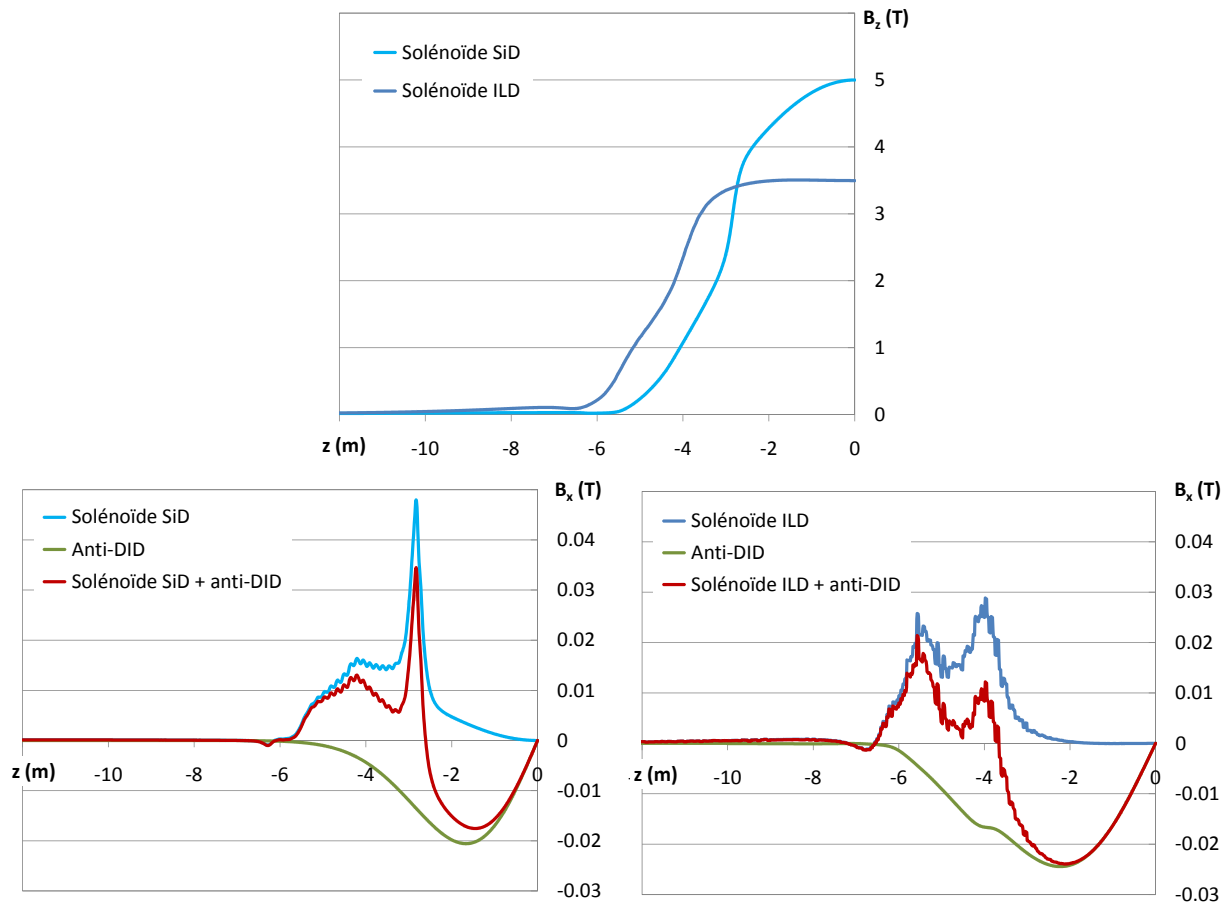 B_z (T)
Solénoïde SiD
Solénoïde ILD
5
4
3
2
1
0
z (m) -10 -8 -6 -4 -2 0
B_x (T)
Solénoïde SiD
Anti-DID
Solénoïde SiD + anti-DID
0.04
0.03
0.02
0.01
0
z (m) -10 -8 -6 -4 -2 0
-0.01
-0.02
-0.03
B_x (T)
Solénoïde ILD
Anti-DID
Solénoïde ILD + anti-DID
0.04
0.03
0.02
0.01
0
z (m) -10 -8 -6 -4 -2 0
-0.01
-0.02
-0.03